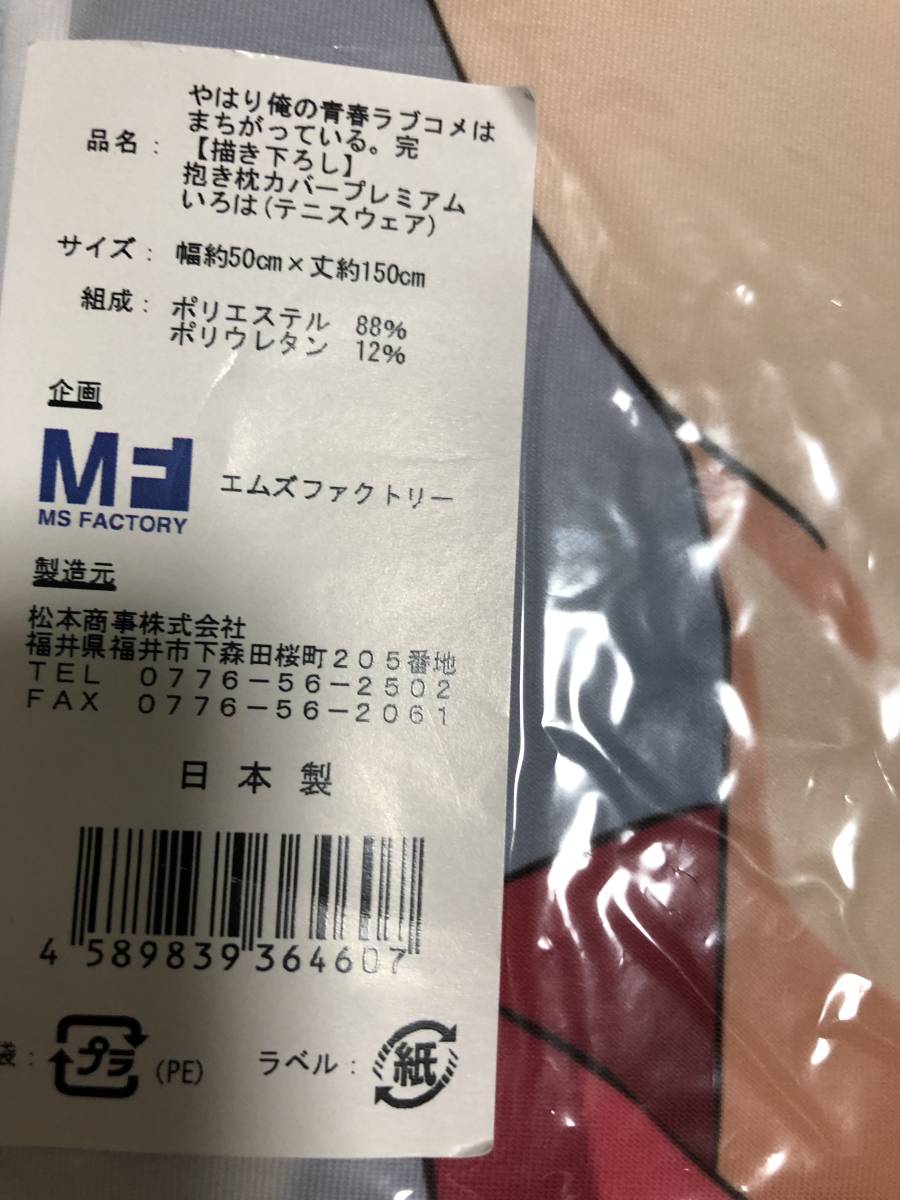 品名：
やはり俺の青春ラブコメは
まちがっている。完
【描き下ろし】
抱き枕カバープレミアム
いろは(テニスウェア)
サイズ： 幅約50cm×丈約150cm
組成： ポリエステル 88%
ポリウレタン 12%
企画
MF
MS FACTORY
エムズファクトリー
製造元
松本商事株式会社
福井県福井市下森田桜町２０５番地
ＴＥＬ ０７７６－５６－２５０２
ＦＡＸ ０７７６－５６－２０６１
日本製
4 589839 364607
袋： プラ (PE) ラベル： 紙